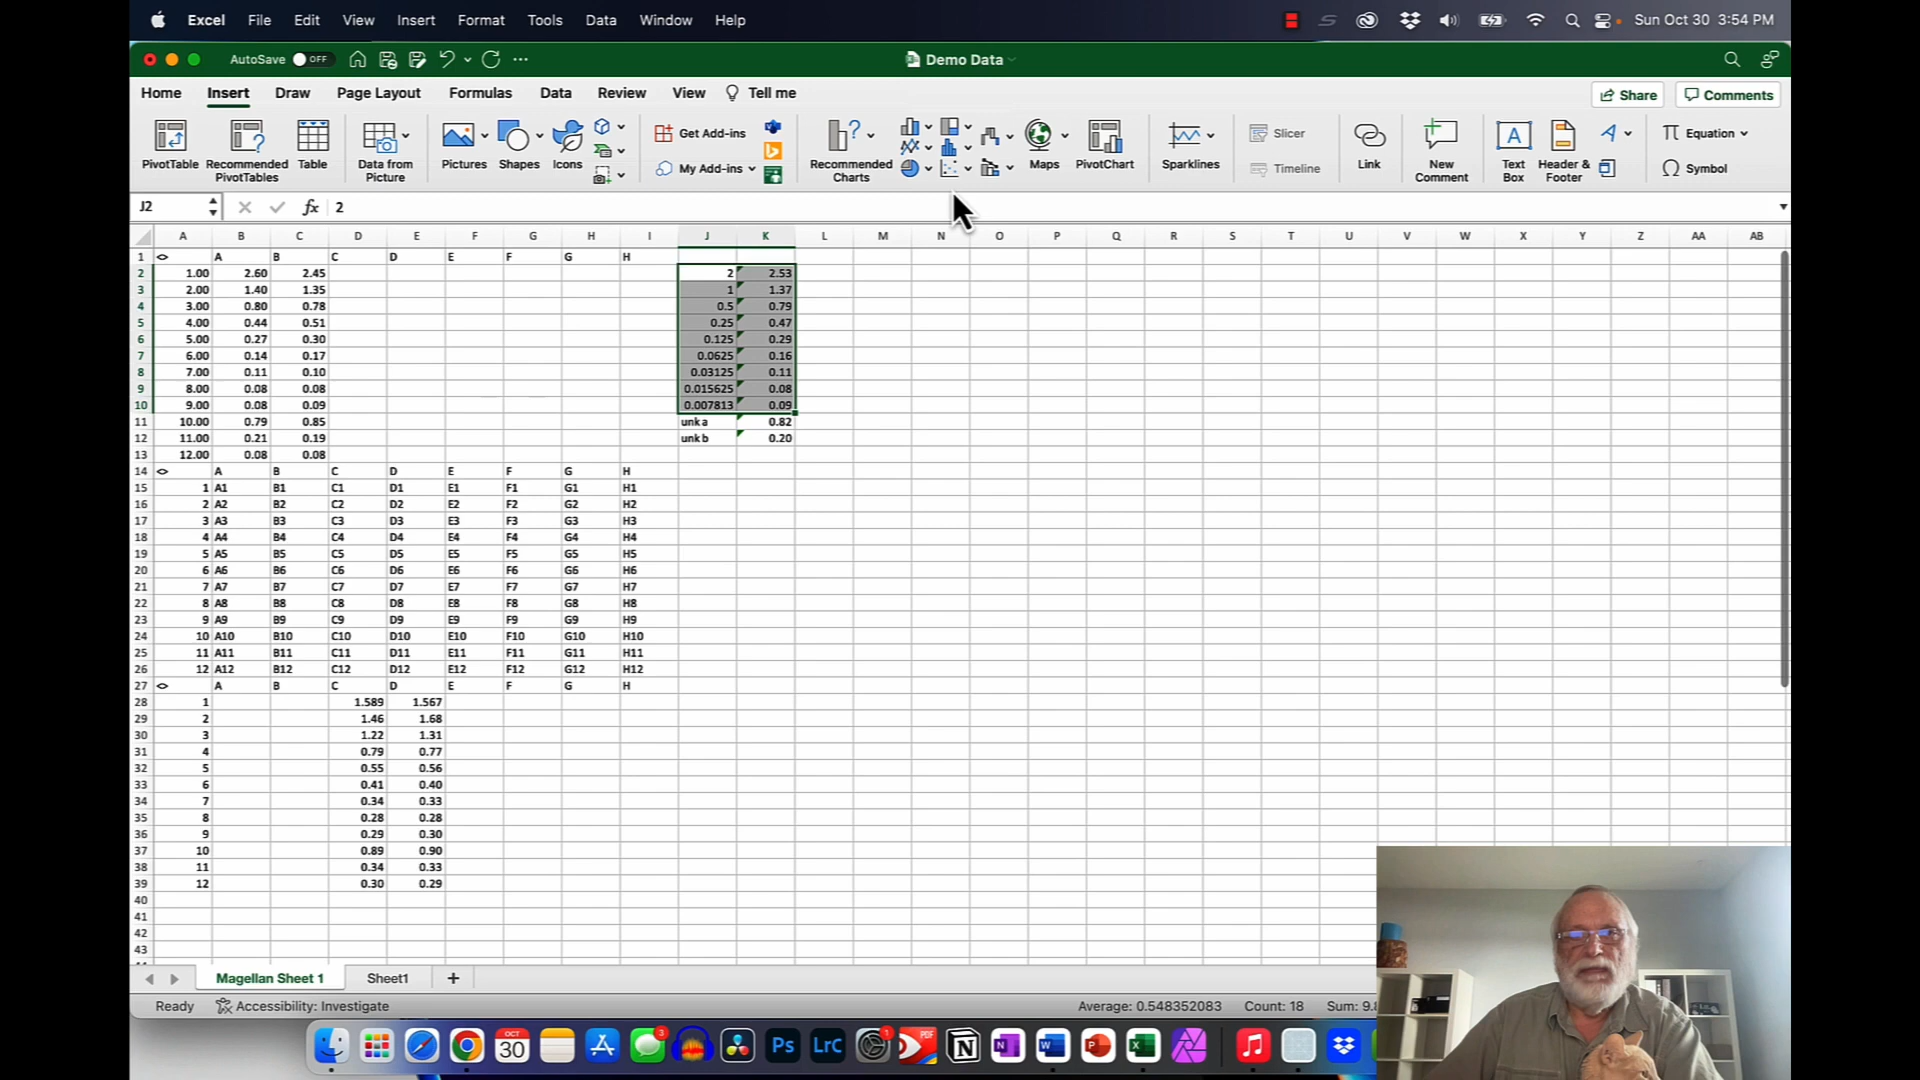 Excel File Edit View Insert Format Tools Data Window Help Sun Oct 30 3:54 PM
AutoSave OFF Demo Data
Home Insert Draw Page Layout Formulas Data Review View Tell me Share Comments
PivotTable Recommended PivotTables Table Data from Picture Pictures Shapes Icons Get Add-ins My Add-ins Recommended Charts Maps PivotChart Sparklines Slicer Timeline Link New Comment Text Box Header & Footer Equation Symbol
J2 fx 2
A B C D E F G H I J K L M N O P Q R S T U V W X Y Z AA AB
1 <> A B C D E F G H
2 1.00 2.60 2.45 2 2.53
3 2.00 1.40 1.35 1 1.37
4 3.00 0.80 0.78 0.5 0.79
5 4.00 0.44 0.51 0.25 0.47
6 5.00 0.27 0.30 0.125 0.29
7 6.00 0.14 0.17 0.0625 0.16
8 7.00 0.11 0.10 0.03125 0.11
9 8.00 0.08 0.08 0.015625 0.08
10 9.00 0.08 0.09 0.007813 0.09
11 10.00 0.79 0.85 unk a 0.82
12 11.00 0.21 0.19 unk b 0.20
13 12.00 0.08 0.08
14 <> A B C D E F G H
15 1 A1 B1 C1 D1 E1 F1 G1 H1
16 2 A2 B2 C2 D2 E2 F2 G2 H2
17 3 A3 B3 C3 D3 E3 F3 G3 H3
18 4 A4 B4 C4 D4 E4 F4 G4 H4
19 5 A5 B5 C5 D5 E5 F5 G5 H5
20 6 A6 B6 C6 D6 E6 F6 G6 H6
21 7 A7 B7 C7 D7 E7 F7 G7 H7
22 8 A8 B8 C8 D8 E8 F8 G8 H8
23 9 A9 B9 C9 D9 E9 F9 G9 H9
24 10 A10 B10 C10 D10 E10 F10 G10 H10
25 11 A11 B11 C11 D11 E11 F11 G11 H11
26 12 A12 B12 C12 D12 E12 F12 G12 H12
27 <> A B C D E F G H
28 1 1.589 1.567
29 2 1.46 1.68
30 3 1.22 1.31
31 4 0.79 0.77
32 5 0.55 0.56
33 6 0.41 0.40
34 7 0.34 0.33
35 8 0.28 0.28
36 9 0.29 0.30
37 10 0.89 0.90
38 11 0.34 0.33
39 12 0.30 0.29
40
41
42
43
Magellan Sheet 1 Sheet1 +
Ready Accessibility: Investigate Average: 0.548352083 Count: 18 Sum: 9.8
OCT 30 3 Ps LrC 1 PDF N N W P X